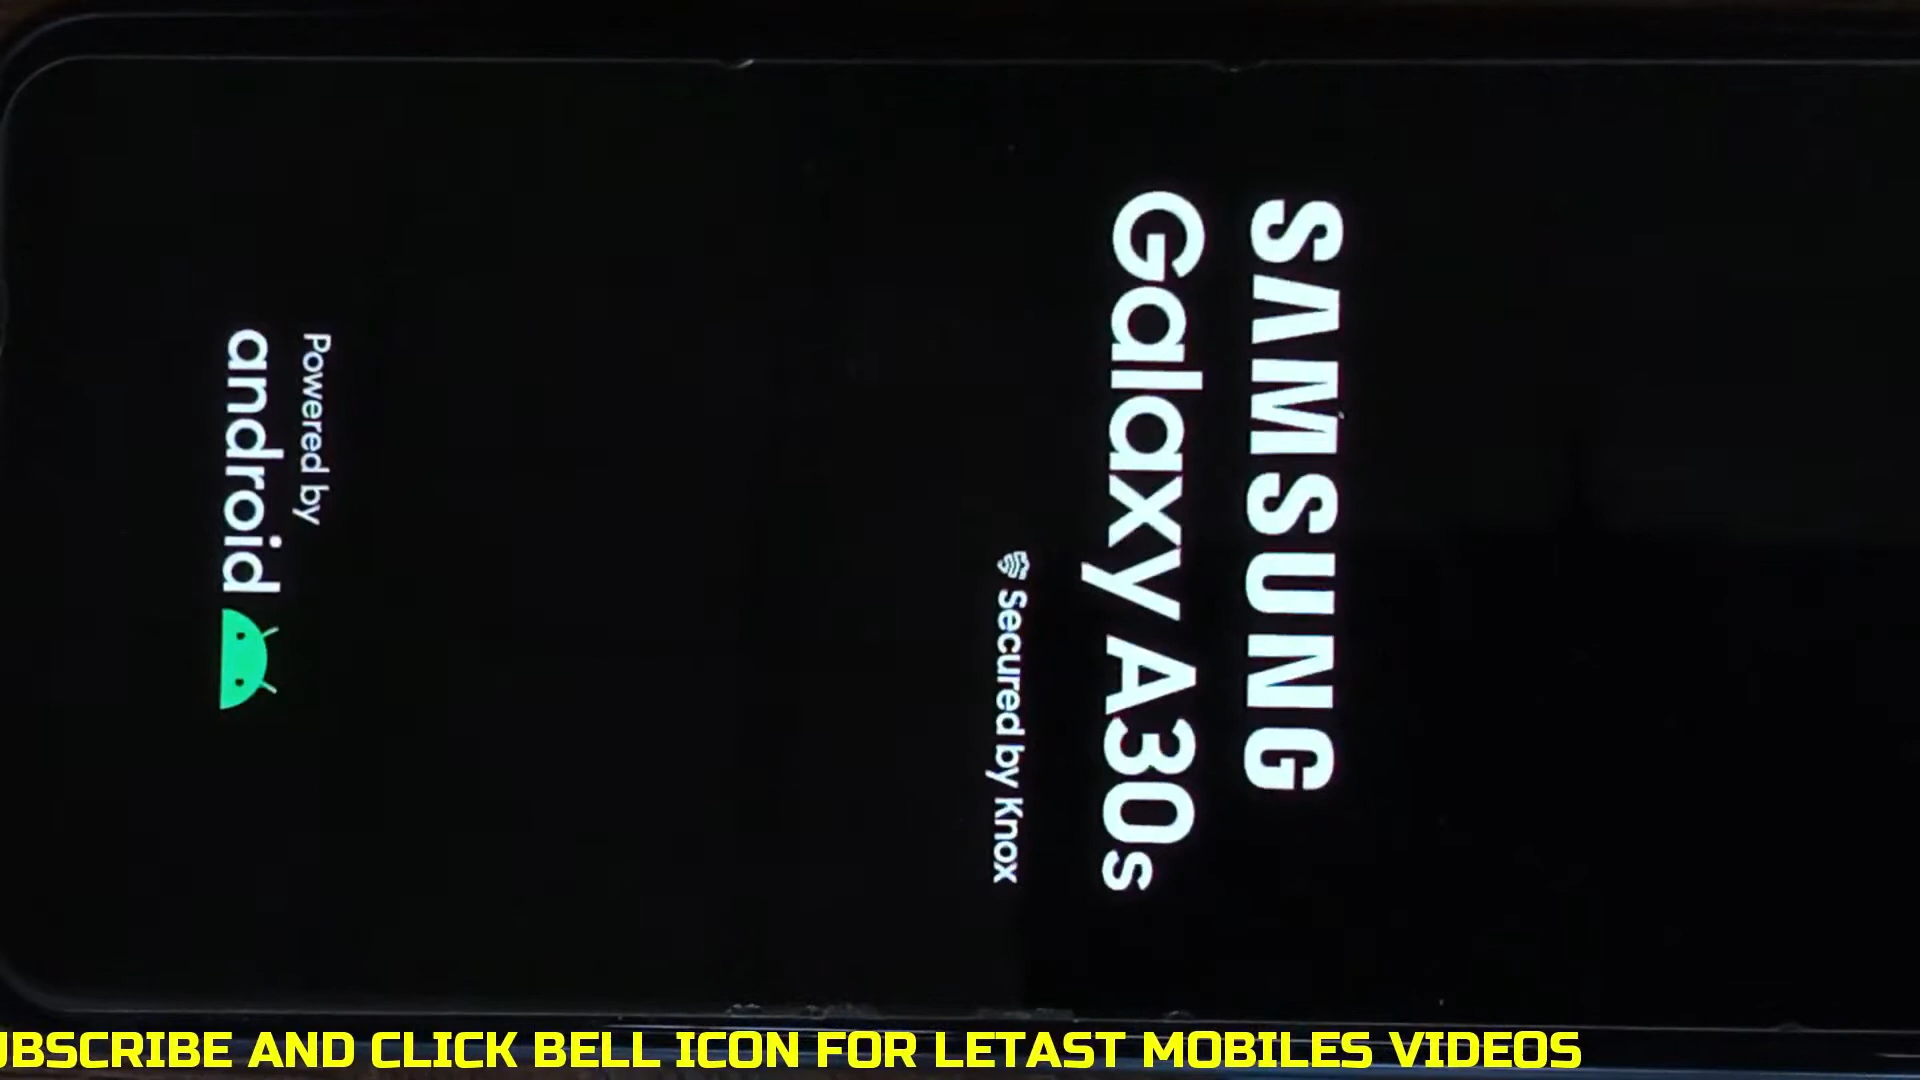 SAMSUNG
Galaxy A30s
Secured by Knox
Powered by
android
UBSCRIBE AND CLICK BELL ICON FOR LETAST MOBILES VIDEOS